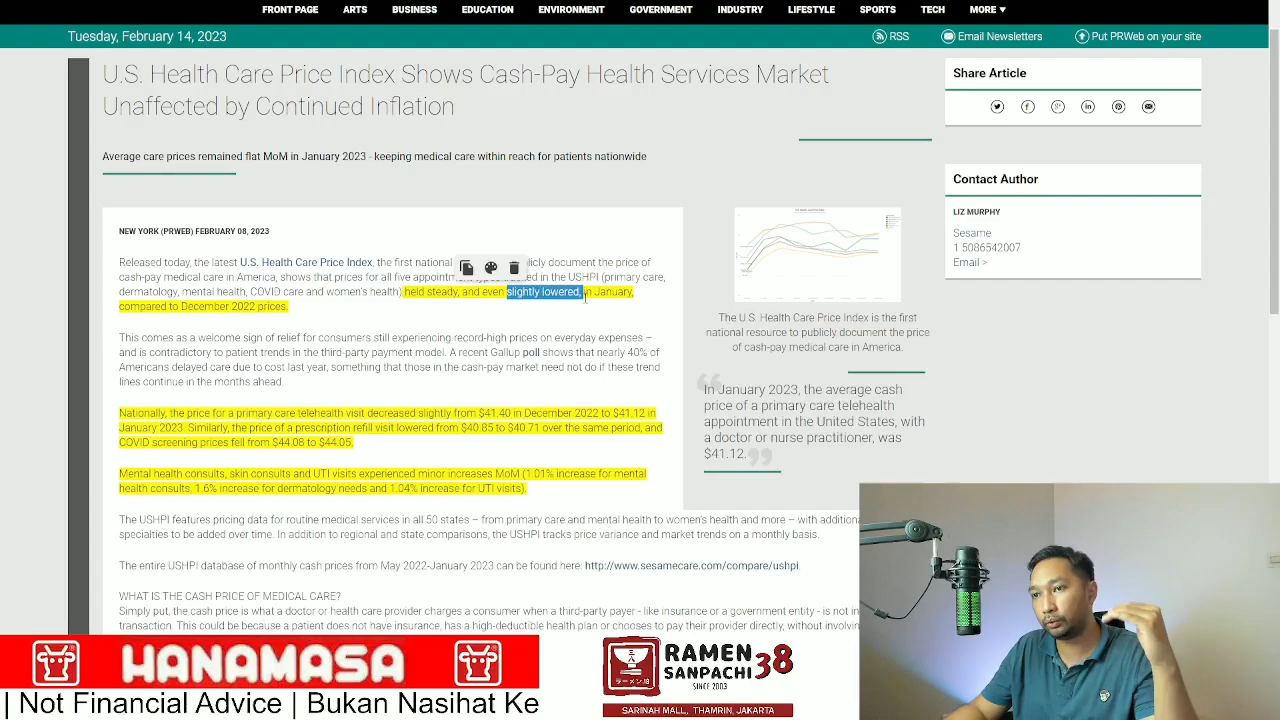 FRONT PAGE ARTS BUSINESS EDUCATION ENVIRONMENT GOVERNMENT INDUSTRY LIFESTYLE SPORTS TECH MORE ▼
Tuesday, February 14, 2023
RSS Email Newsletters Put PRWeb on your site
U.S. Health Care Price Index Shows Cash-Pay Health Services Market
Unaffected by Continued Inflation
Average care prices remained flat MoM in January 2023 - keeping medical care within reach for patients nationwide
NEW YORK (PRWEB) FEBRUARY 08, 2023
Released today, the latest U.S. Health Care Price Index, the first national blicly document the price of
cash-pay medical care in America, shows that prices for all five appointment in the USHPI (primary care,
dermatology, mental health, COVID care and women's health) held steady, and even slightly lowered, in January,
compared to December 2022 prices.
This comes as a welcome sign of relief for consumers still experiencing record-high prices on everyday expenses –
and is contradictory to patient trends in the third-party payment model. A recent Gallup poll shows that nearly 40% of
Americans delayed care due to cost last year, something that those in the cash-pay market need not do if these trend
lines continue in the months ahead.
Nationally, the price for a primary care telehealth visit decreased slightly from $41.40 in December 2022 to $41.12 in
January 2023. Similarly, the price of a prescription refill visit lowered from $40.85 to $40.71 over the same period, and
COVID screening prices fell from $44.08 to $44.05.
Mental health consults, skin consults and UTI visits experienced minor increases MoM (1.01% increase for mental
health consults, 1.6% increase for dermatology needs and 1.04% increase for UTI visits).
The USHPI features pricing data for routine medical services in all 50 states – from primary care and mental health to women's health and more – with additiona
specialties to be added over time. In addition to regional and state comparisons, the USHPI tracks price variance and market trends on a monthly basis.
The entire USHPI database of monthly cash prices from May 2022-January 2023 can be found here: http://www.sesamecare.com/compare/ushpi.
WHAT IS THE CASH PRICE OF MEDICAL CARE?
Simply put, the cash price is what a doctor or health care provider charges a consumer when a third-party payer - like insurance or a government entity - is not in
transaction. This could be because a patient does not have insurance, has a high-deductible health plan or chooses to pay their provider directly, without involvin
The U.S. Health Care Price Index is the first
national resource to publicly document the price
of cash-pay medical care in America.
“ In January 2023, the average cash
price of a primary care telehealth
appointment in the United States, with
a doctor or nurse practitioner, was
$41.12. ”
Share Article
Contact Author
LIZ MURPHY
Sesame
1 5086542007
Email >
HANAMASA
RAMEN
SANPACHI 38
SINCE 2003
SARINAH MALL, THAMRIN, JAKARTA
| Not Financial Advice | Bukan Nasihat Ke